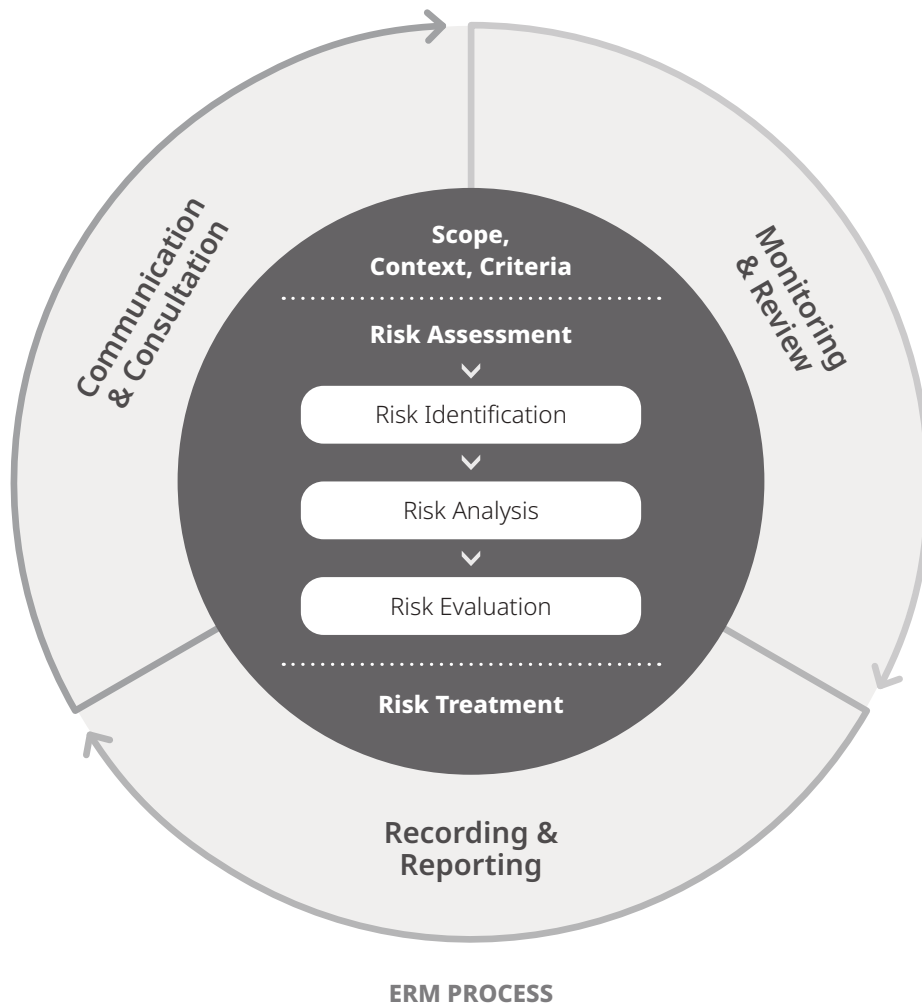 Communication
& Consultation
Monitoring
& Review
Scope,
Context, Criteria
Risk Assessment
Risk Identification
Risk Analysis
Risk Evaluation
Risk Treatment
Recording &
Reporting
ERM PROCESS